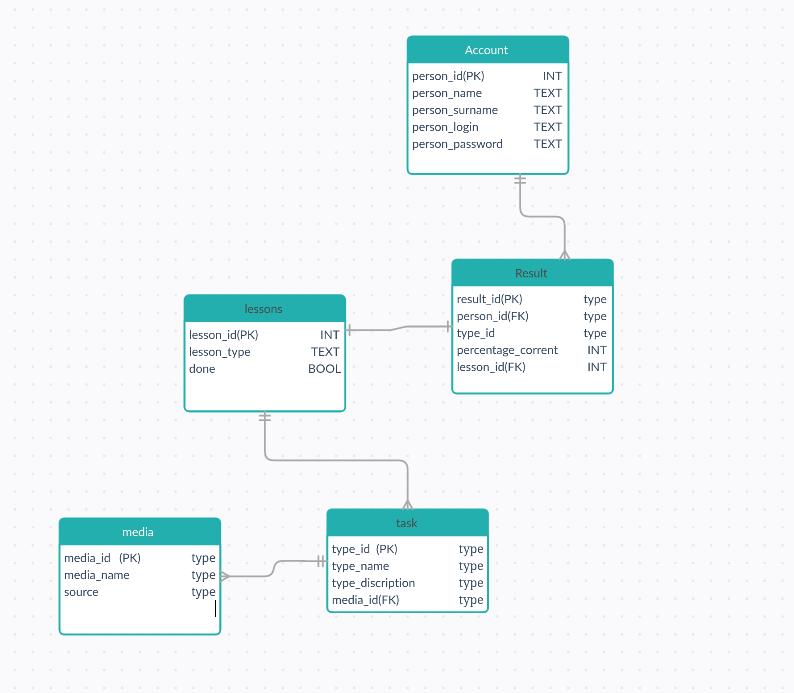 Account
person_id(PK) INT
person_name TEXT
person_surname TEXT
person_login TEXT
person_password TEXT
Result
result_id(PK) type
person_id(FK) type
type_id type
percentage_corrent INT
lesson_id(FK) INT
lessons
lesson_id(PK) INT
lesson_type TEXT
done BOOL
task
type_id (PK) type
type_name type
type_discription type
media_id(FK) type
media
media_id (PK) type
media_name type
source type